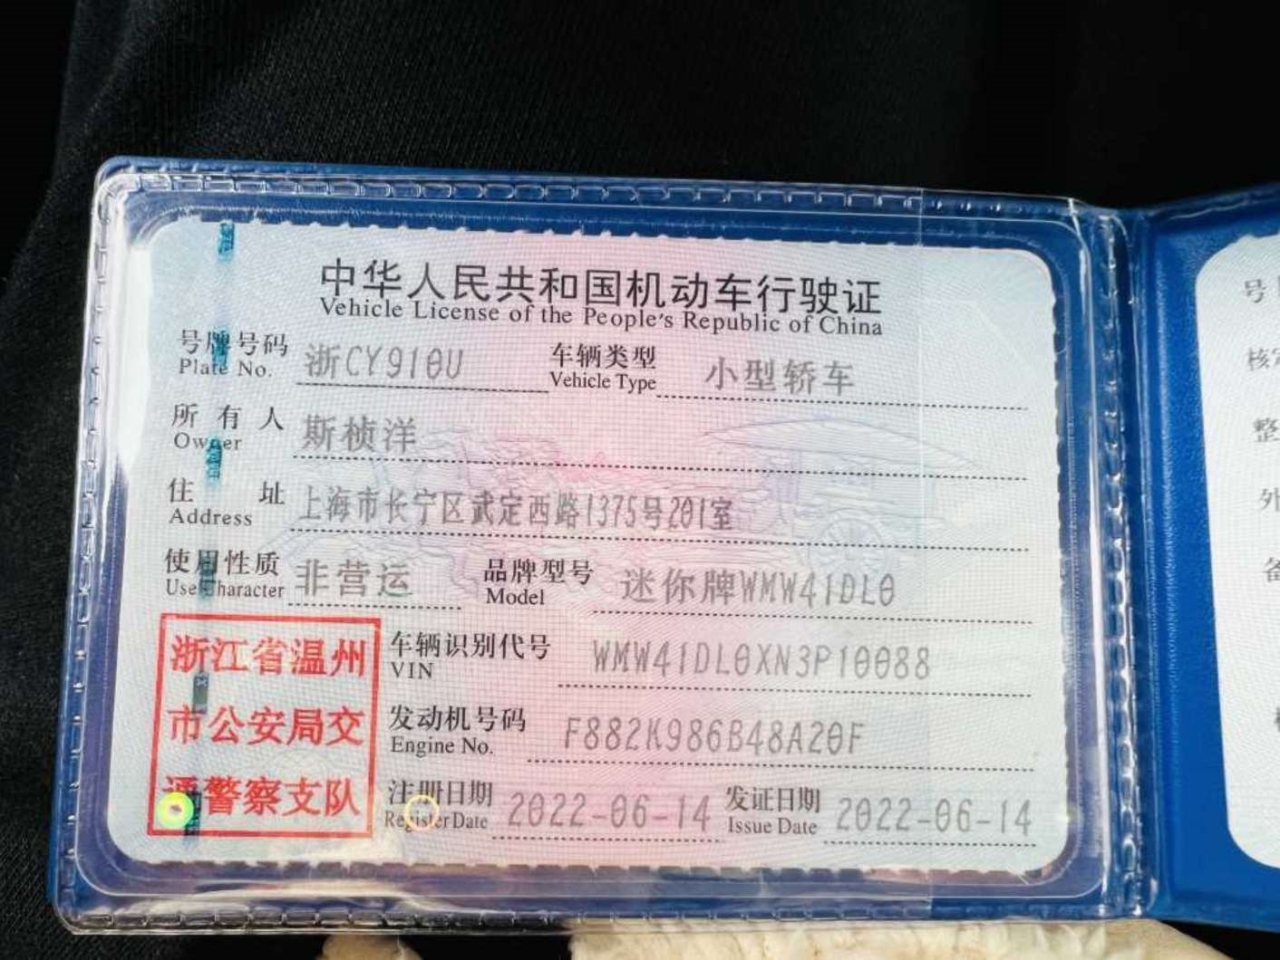 中华人民共和国机动车行驶证
Vehicle License of the People's Republic of China
号牌号码 浙CY910U 车辆类型 小型轿车
Plate No. Vehicle Type
所有人 斯桢洋
Owner
住址 上海市长宁区武定西路1375号201室
Address
使用性质 非营运 品牌型号 迷你牌WMW41DL0
Use Character Model
浙江省温州 车辆识别代号 WMW41DL0XN3P10088
VIN
市公安局交 发动机号码 F882K986B48A20F
Engine No.
通警察支队 注册日期 2022-06-14 发证日期 2022-06-14
Register Date Issue Date
号
核定
整
外
备